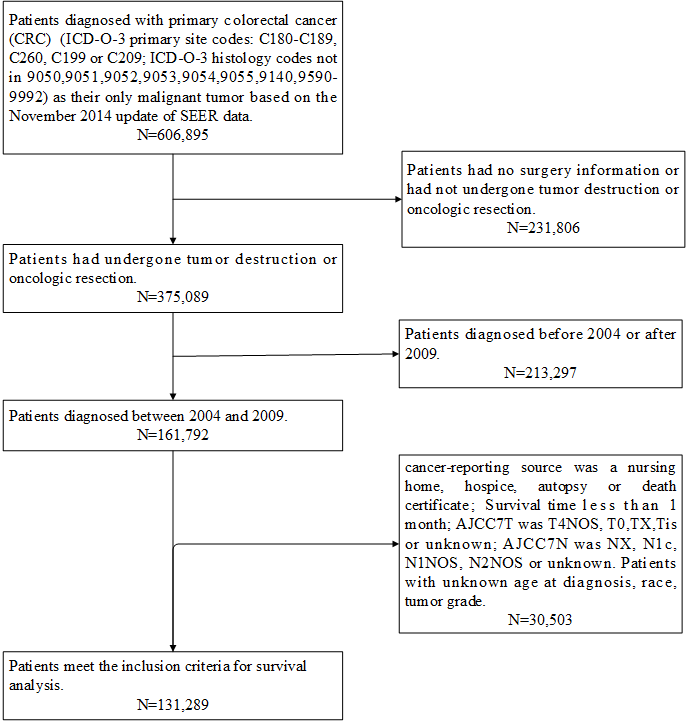 Patients diagnosed with primary colorectal cancer
(CRC) (ICD-O-3 primary site codes: C180-C189,
C260, C199 or C209; ICD-O-3 histology codes not
in 9050,9051,9052,9053,9054,9055,9140,9590-
9992) as their only malignant tumor based on the
November 2014 update of SEER data.
N=606,895
Patients had no surgery information or
had not undergone tumor destruction or
oncologic resection.
N=231,806
Patients had undergone tumor destruction or
oncologic resection.
N=375,089
Patients diagnosed before 2004 or after
2009.
N=213,297
Patients diagnosed between 2004 and 2009.
N=161,792
cancer-reporting source was a nursing
home, hospice, autopsy or death
certificate; Survival time less than 1
month; AJCC7T was T4NOS, T0,TX,Tis
or unknown; AJCC7N was NX, N1c,
N1NOS, N2NOS or unknown. Patients
with unknown age at diagnosis, race,
tumor grade.
N=30,503
Patients meet the inclusion criteria for survival
analysis.
N=131,289